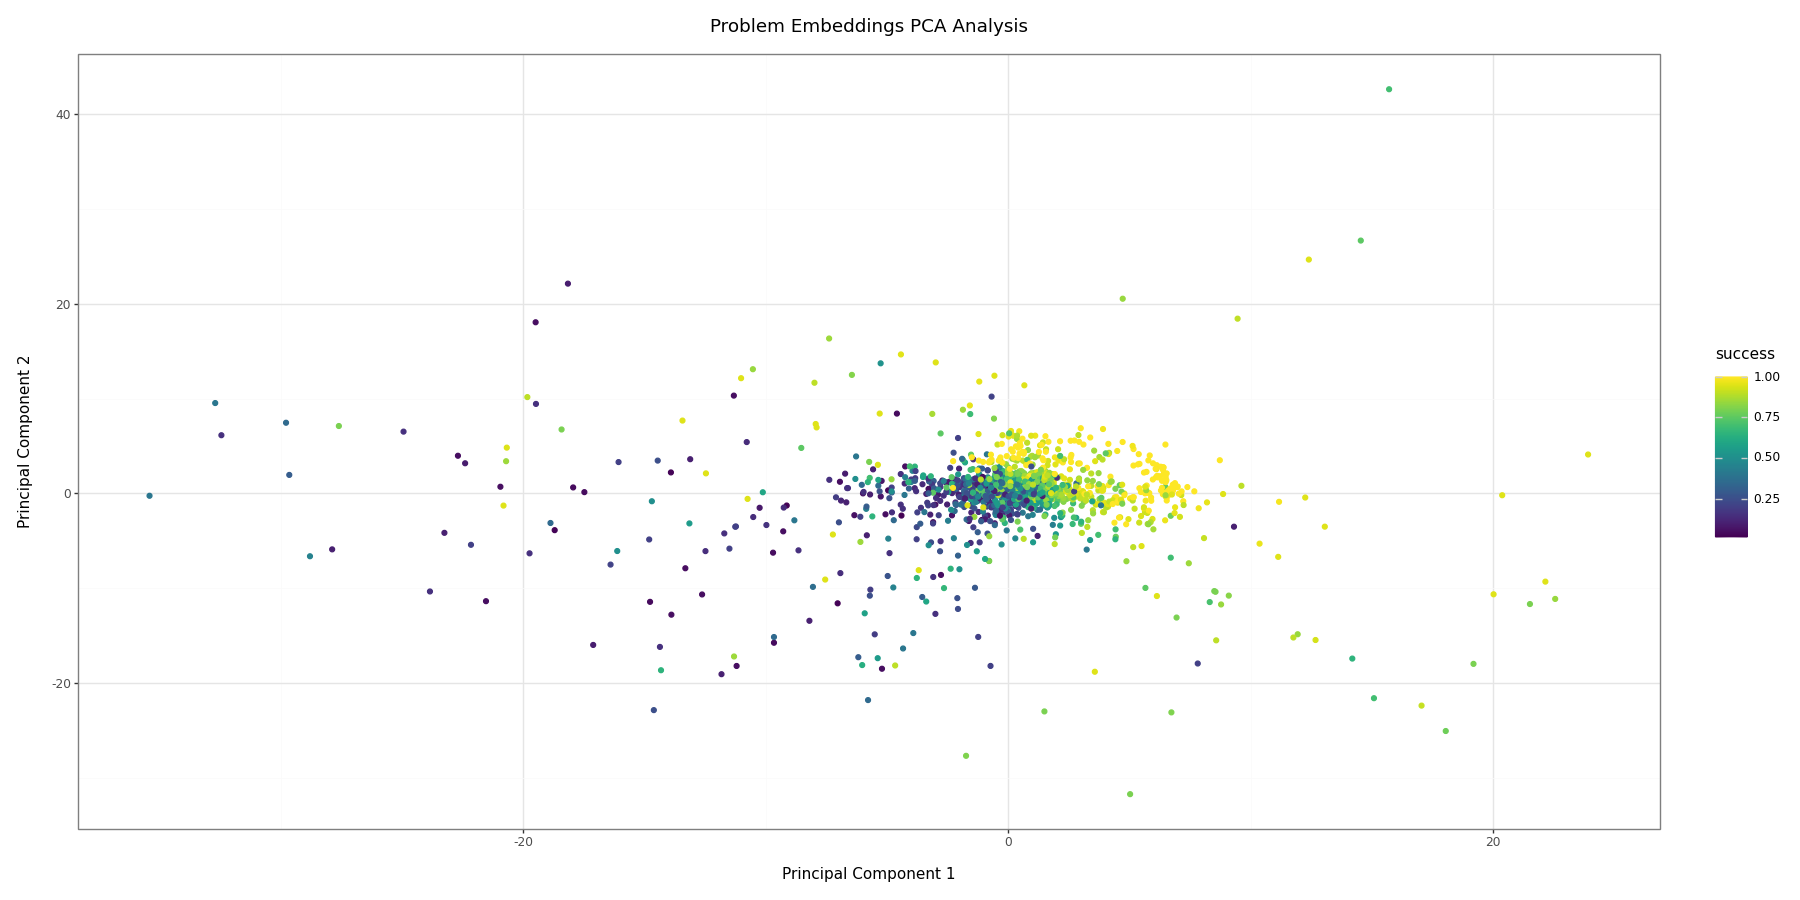 Problem Embeddings PCA Analysis
Principal Component 2
40
20
0
-20
-20
0
20
Principal Component 1
success
1.00
0.75
0.50
0.25